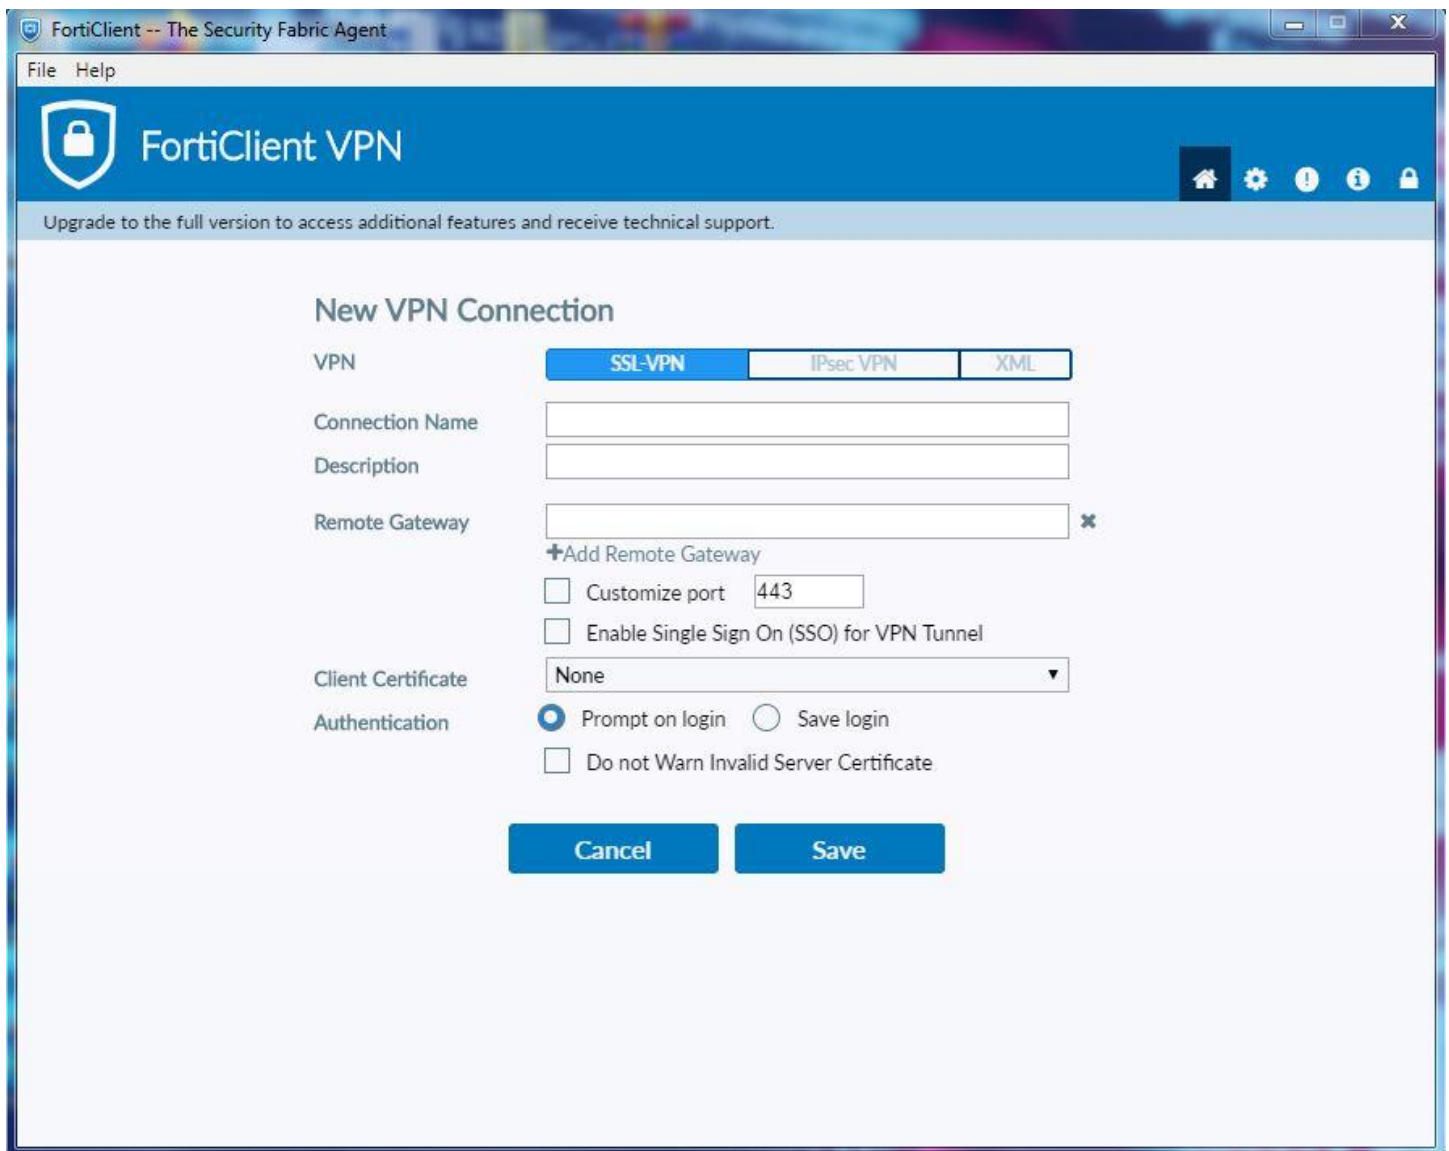 FortiClient -- The Security Fabric Agent
File Help
FortiClient VPN
Upgrade to the full version to access additional features and receive technical support.
New VPN Connection
VPN SSL-VPN IPsec VPN XML
Connection Name
Description
Remote Gateway
+Add Remote Gateway
Customize port 443
Enable Single Sign On (SSO) for VPN Tunnel
Client Certificate None
Authentication Prompt on login Save login
Do not Warn Invalid Server Certificate
Cancel Save